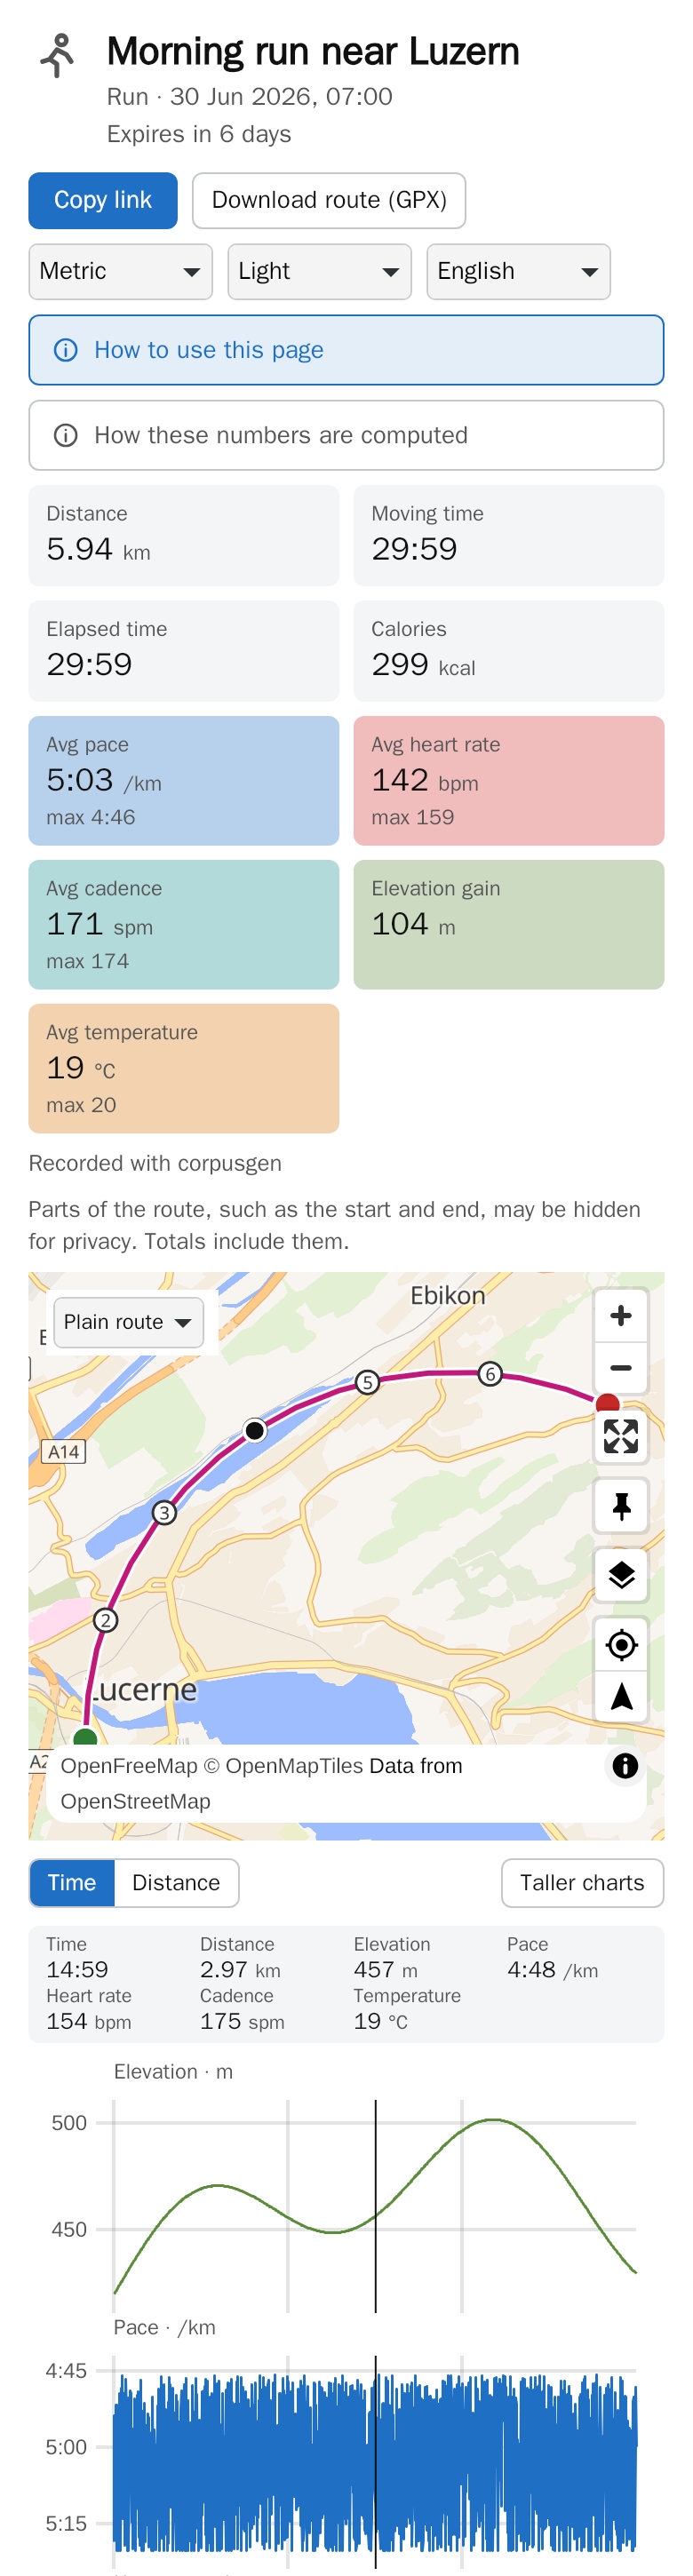 Morning run near Luzern
Run · 30 Jun 2026, 07:00
Expires in 6 days
Copy link
Download route (GPX)
Metric
Light
English
How to use this page
How these numbers are computed
Distance
5.94 km
Moving time
29:59
Elapsed time
29:59
Calories
299 kcal
Avg pace
5:03 /km
max 4:46
Avg heart rate
142 bpm
max 159
Avg cadence
171 spm
max 174
Elevation gain
104 m
Avg temperature
19 °C
max 20
Recorded with corpusgen
Parts of the route, such as the start and end, may be hidden
for privacy. Totals include them.
Plain route
Ebikon
E
5
6
A14
3
2
Lucerne
A2
OpenFreeMap © OpenMapTiles Data from
OpenStreetMap
Time
Distance
Taller charts
Time
14:59
Distance
2.97 km
Elevation
457 m
Pace
4:48 /km
Heart rate
154 bpm
Cadence
175 spm
Temperature
19 °C
Elevation · m
500
450
Pace · /km
4:45
5:00
5:15